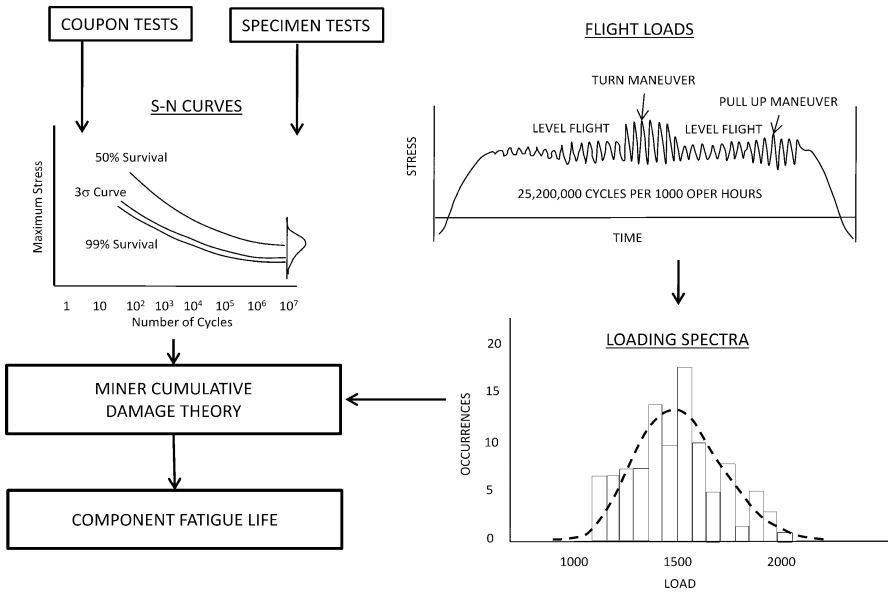 COUPON TESTS
SPECIMEN TESTS
S-N CURVES
Maximum Stress
50% Survival
3σ Curve
99% Survival
1 10 10² 10³ 10⁴ 10⁵ 10⁶ 10⁷
Number of Cycles
FLIGHT LOADS
TURN MANEUVER
PULL UP MANEUVER
LEVEL FLIGHT
LEVEL FLIGHT
STRESS
25,200,000 CYCLES PER 1000 OPER HOURS
TIME
LOADING SPECTRA
OCCURRENCES
20
15
10
5
0
1000 1500 2000
LOAD
MINER CUMULATIVE
DAMAGE THEORY
COMPONENT FATIGUE LIFE